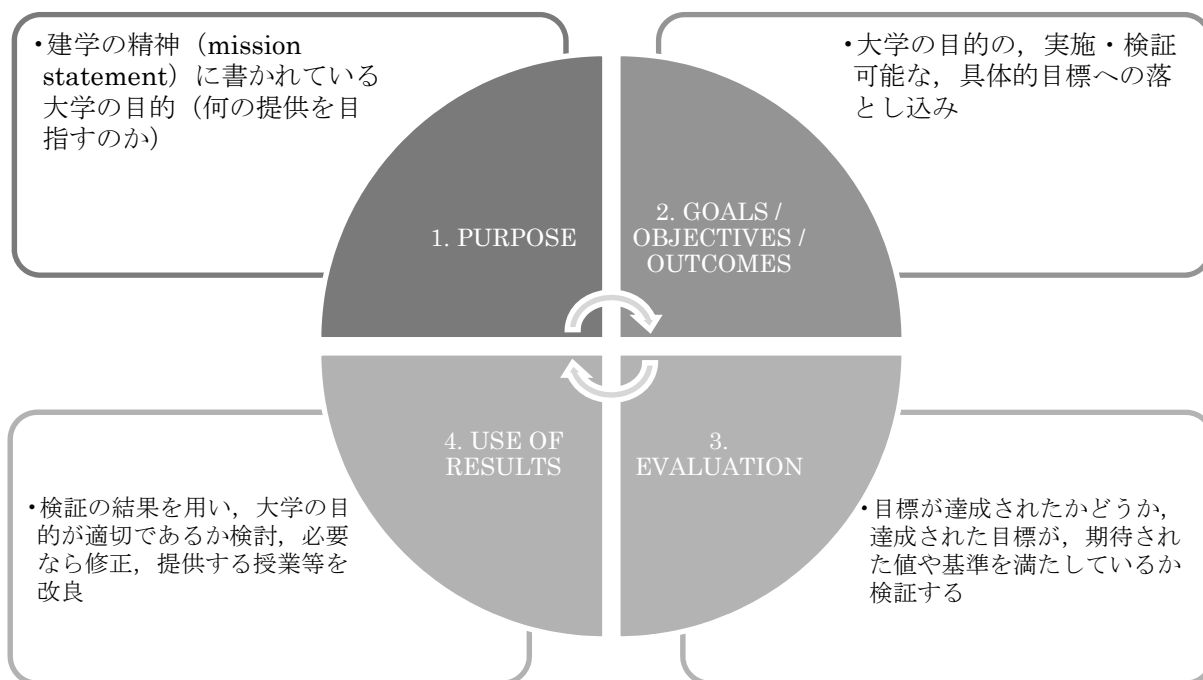 ・建学の精神（mission
statement）に書かれている
大学の目的（何の提供を目
指すのか）
・大学の目的の，実施・検証
可能な，具体的目標への落
とし込み
1. PURPOSE
2. GOALS /
OBJECTIVES /
OUTCOMES
4. USE OF
RESULTS
3.
EVALUATION
・検証の結果を用い，大学の目
的が適切であるか検討，必要
なら修正，提供する授業等を
改良
・目標が達成されたかどうか，
達成された目標が，期待され
た値や基準を満たしているか
検証する